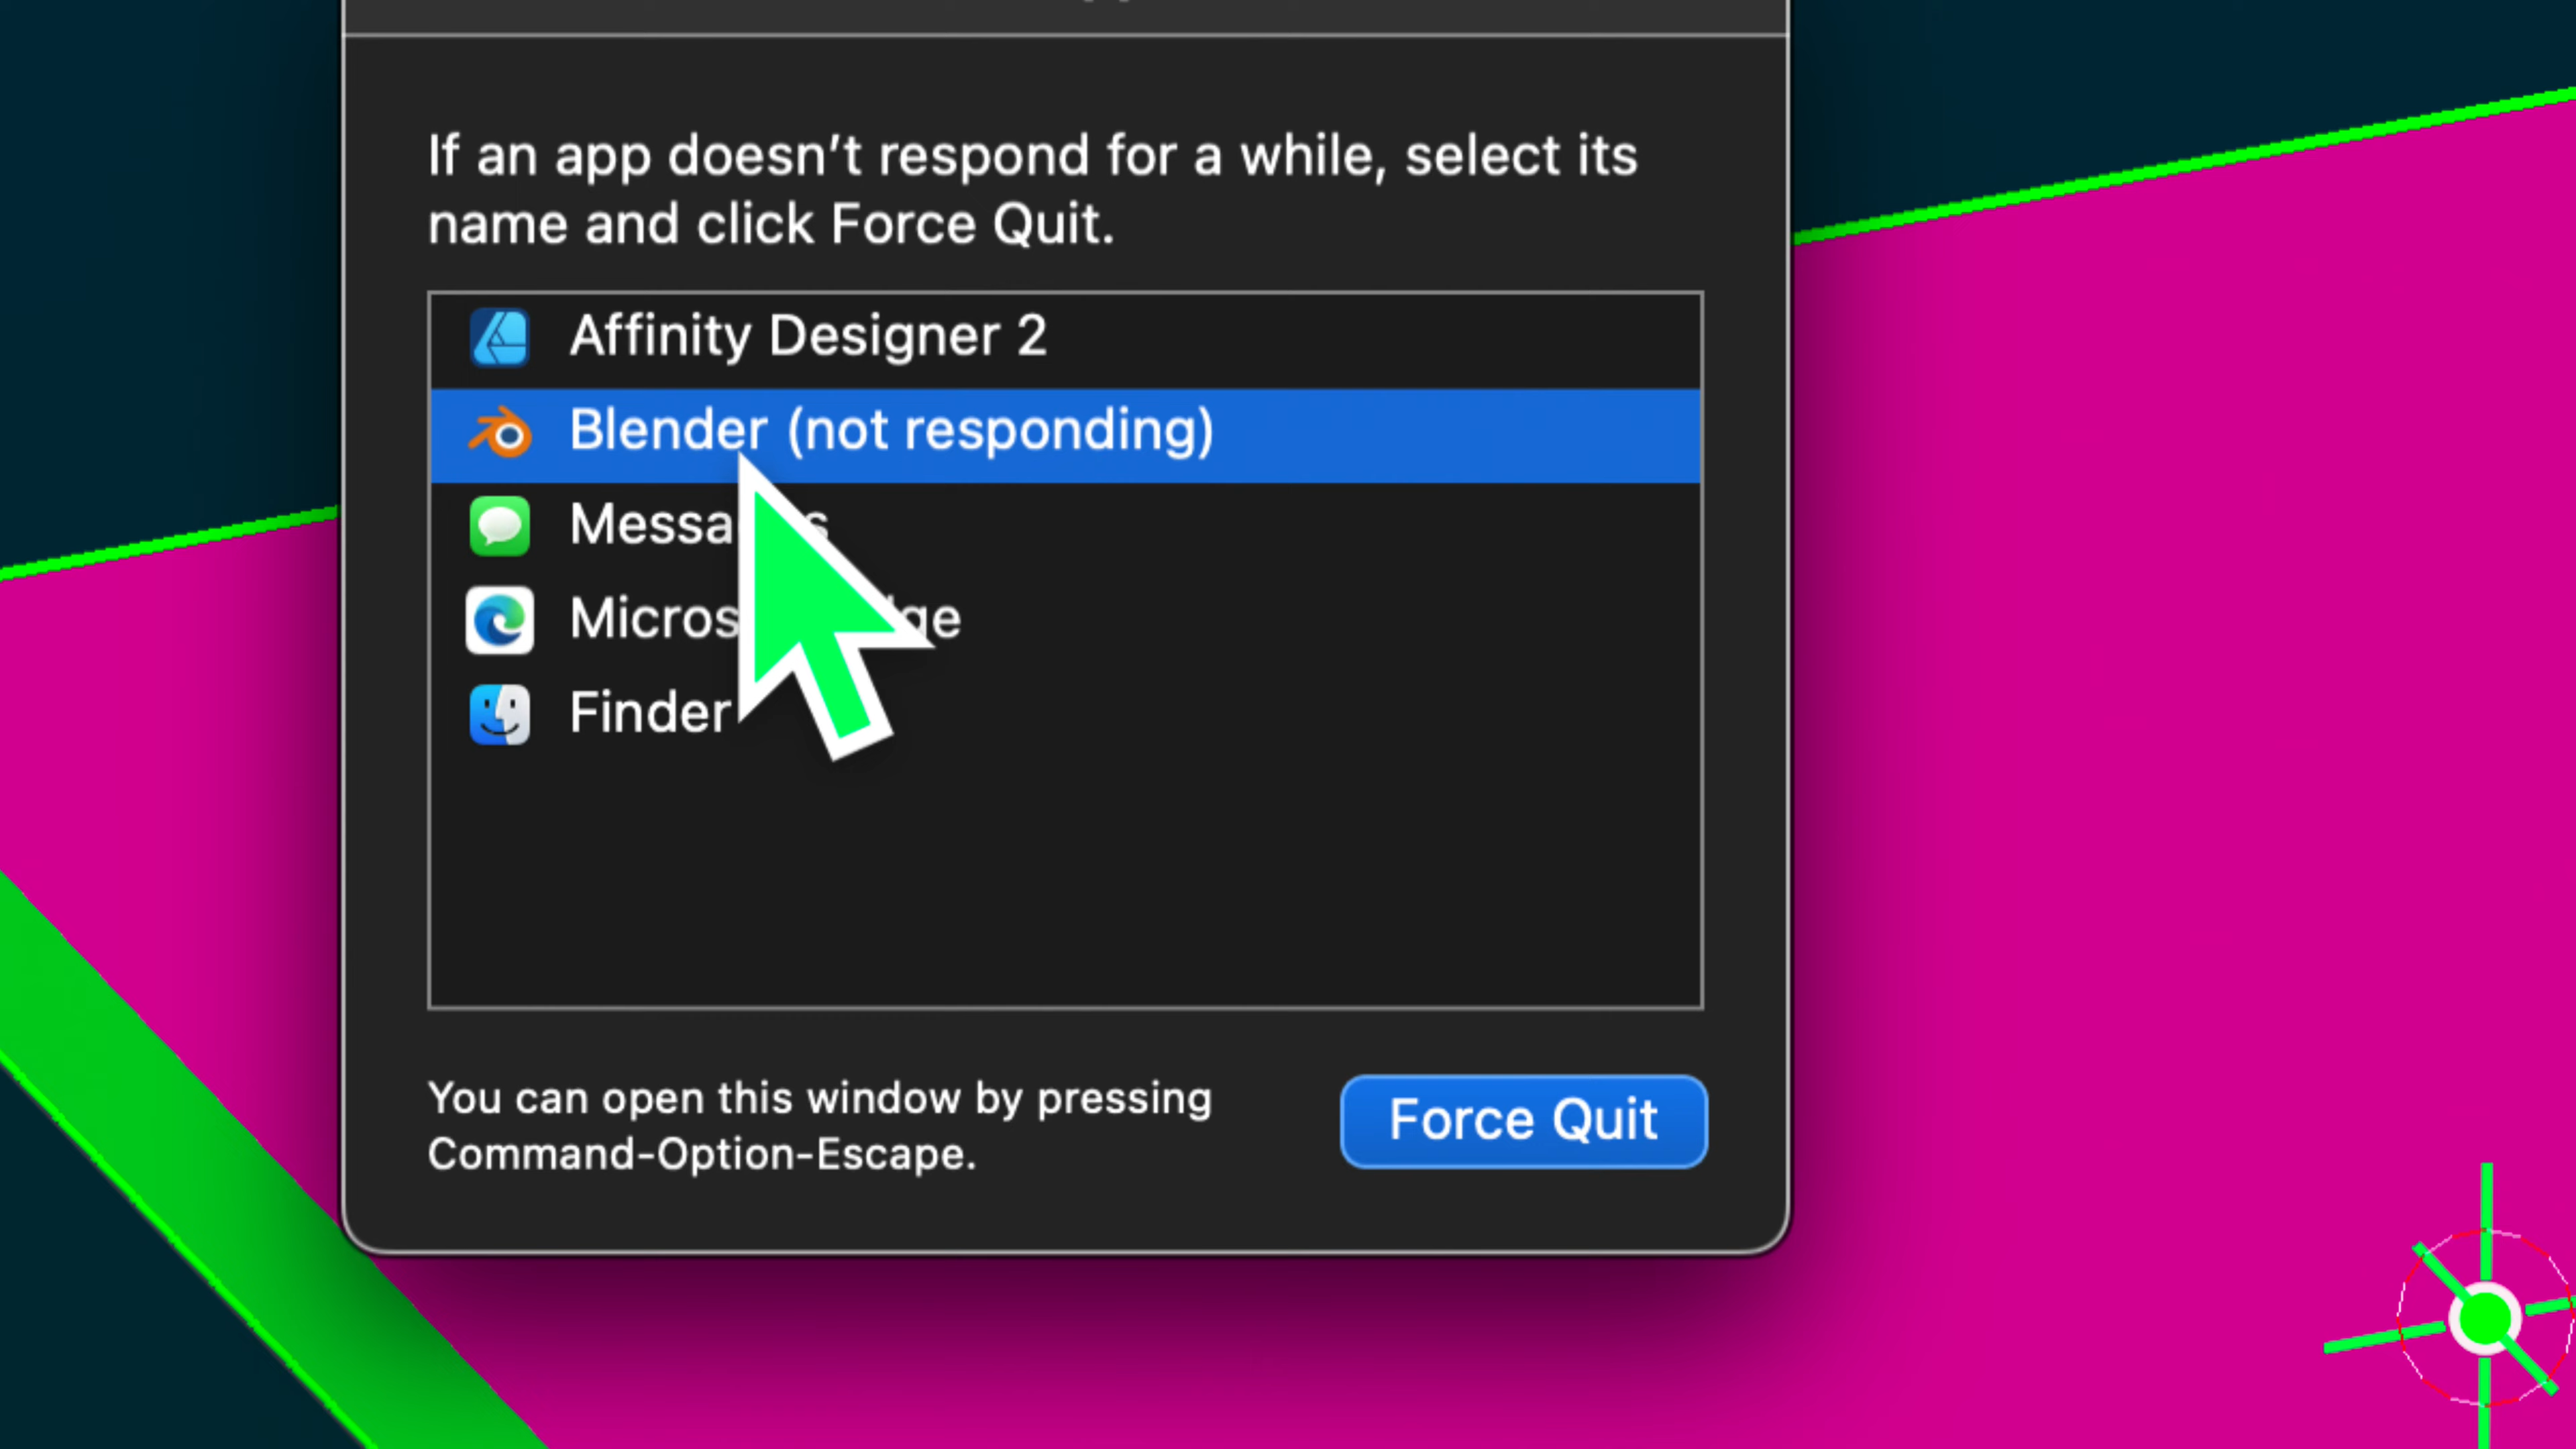 If an app doesn’t respond for a while, select its
name and click Force Quit.
Affinity Designer 2
Blender (not responding)
Finder
You can open this window by pressing
Command-Option-Escape.
Force Quit